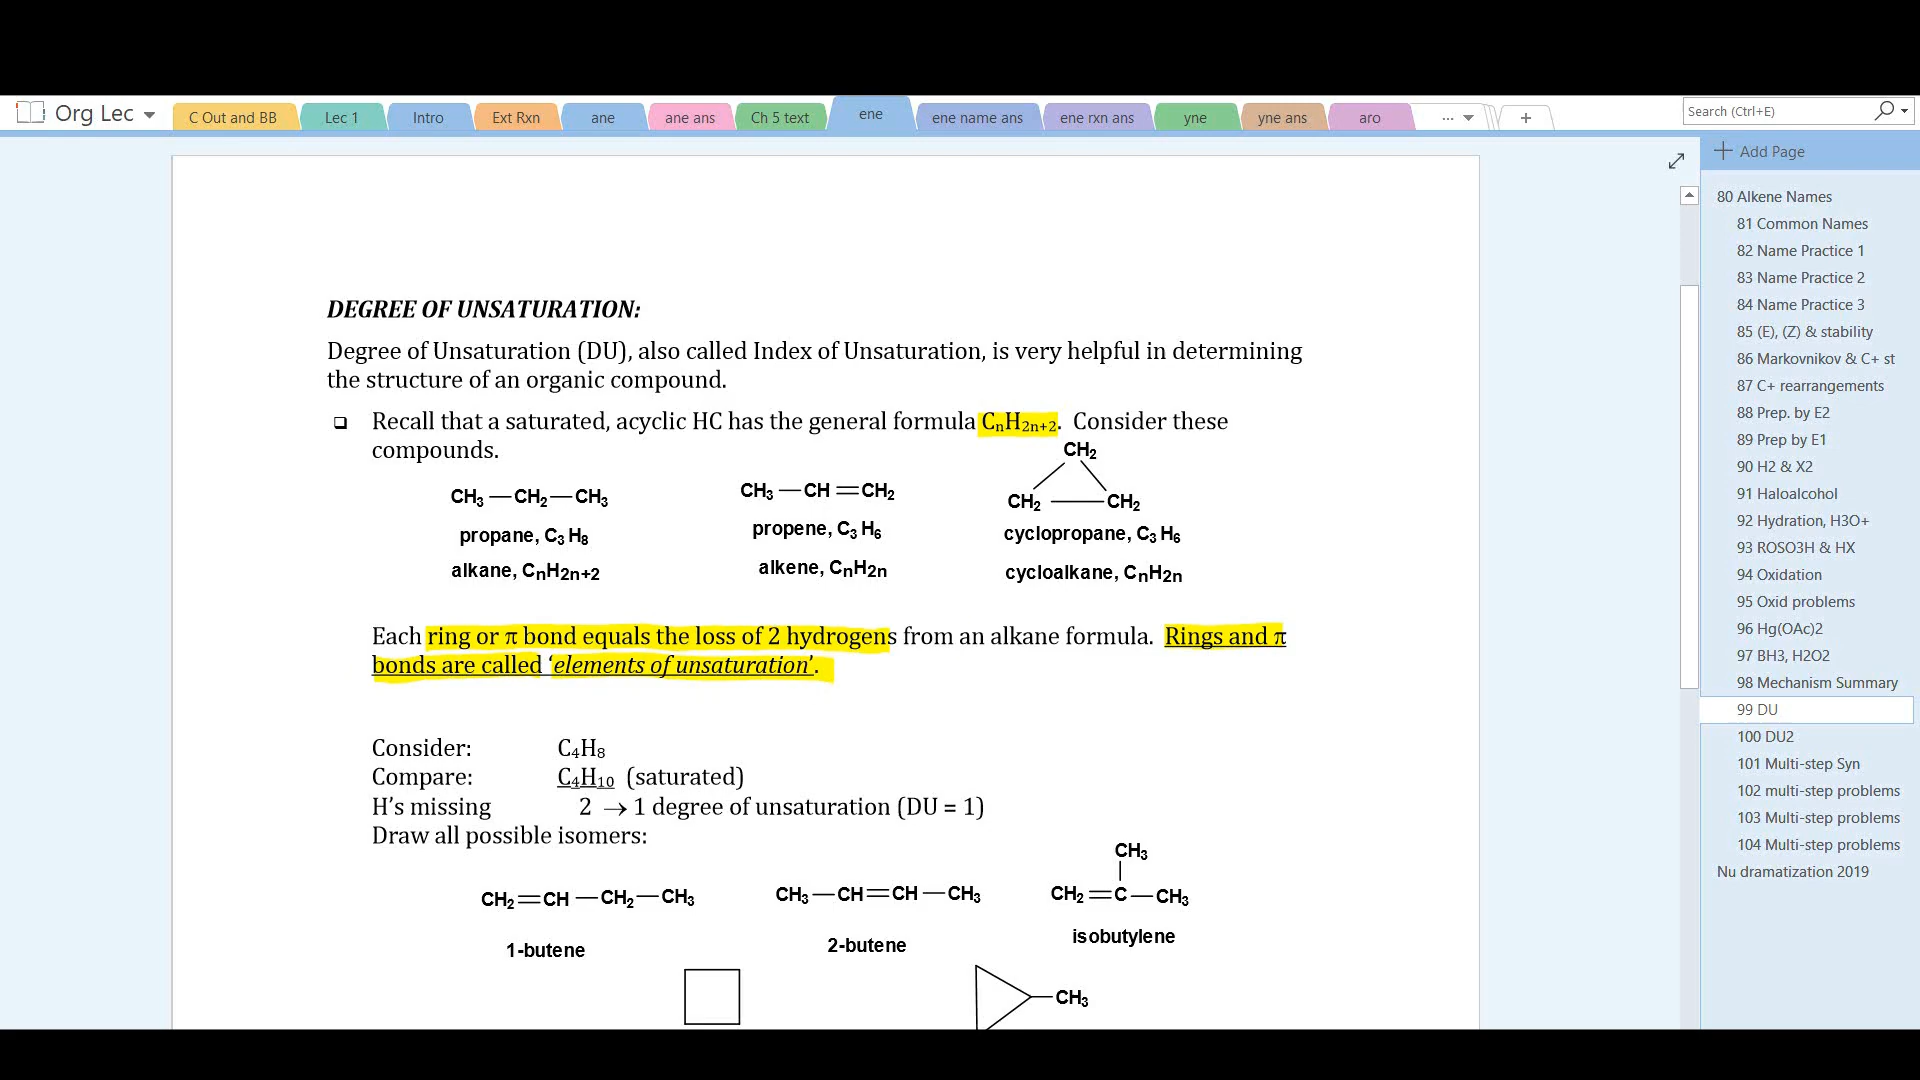 Org Lec
C Out and BB
Lec 1
Intro
Ext Rxn
ane
ane ans
Ch 5 text
ene
ene name ans
ene rxn ans
yne
yne ans
aro
...
+
Search (Ctrl+E)
DEGREE OF UNSATURATION:
Degree of Unsaturation (DU), also called Index of Unsaturation, is very helpful in determining
the structure of an organic compound.
❑ Recall that a saturated, acyclic HC has the general formula CₙH₂ₙ₊₂. Consider these
compounds.
CH₃—CH₂—CH₃
propane, C₃H₈
alkane, CₙH₂ₙ₊₂
CH₃—CH=CH₂
propene, C₃H₆
alkene, CₙH₂ₙ
CH₂
CH₂—CH₂
cyclopropane, C₃H₆
cycloalkane, CₙH₂ₙ
Each ring or π bond equals the loss of 2 hydrogens from an alkane formula. Rings and π
bonds are called ‘elements of unsaturation’.
Consider: C₄H₈
Compare: C₄H₁₀ (saturated)
H’s missing 2 → 1 degree of unsaturation (DU = 1)
Draw all possible isomers:
CH₂=CH—CH₂—CH₃
1-butene
CH₃—CH=CH—CH₃
2-butene
CH₃
CH₂=C—CH₃
isobutylene
CH₃
Add Page
80 Alkene Names
81 Common Names
82 Name Practice 1
83 Name Practice 2
84 Name Practice 3
85 (E), (Z) & stability
86 Markovnikov & C+ st
87 C+ rearrangements
88 Prep. by E2
89 Prep by E1
90 H2 & X2
91 Haloalcohol
92 Hydration, H3O+
93 ROSO3H & HX
94 Oxidation
95 Oxid problems
96 Hg(OAc)2
97 BH3, H2O2
98 Mechanism Summary
99 DU
100 DU2
101 Multi-step Syn
102 multi-step problems
103 Multi-step problems
104 Multi-step problems
Nu dramatization 2019